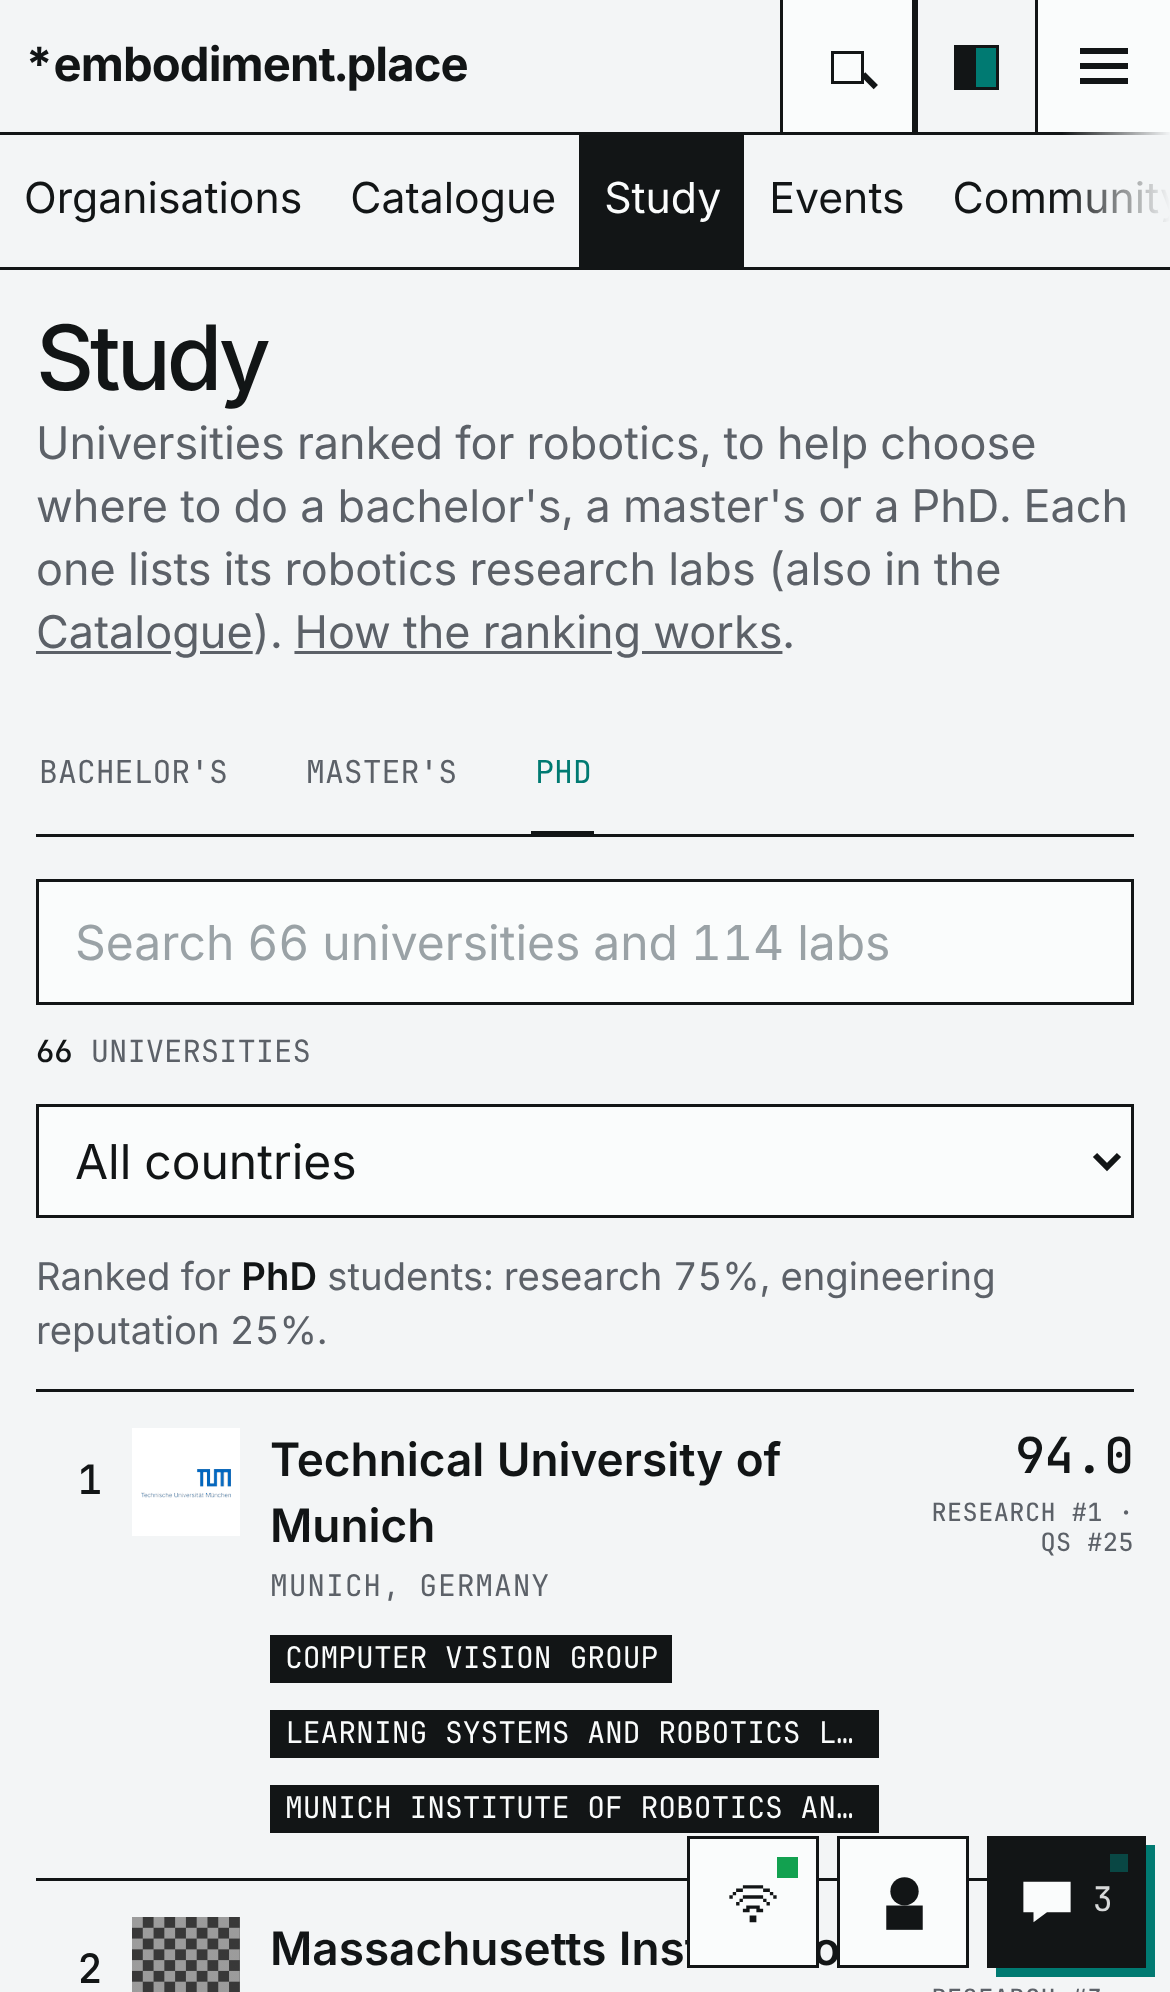 *embodiment.place
Organisations Catalogue Study Events Community
Study
Universities ranked for robotics, to help choose
where to do a bachelor's, a master's or a PhD. Each
one lists its robotics research labs (also in the
Catalogue). How the ranking works.
BACHELOR'S MASTER'S PHD
Search 66 universities and 114 labs
66 UNIVERSITIES
All countries
Ranked for PhD students: research 75%, engineering
reputation 25%.
1
TUM
Technische Universität München
Technical University of
Munich
MUNICH, GERMANY
94.0
RESEARCH #1 ·
QS #25
COMPUTER VISION GROUP
LEARNING SYSTEMS AND ROBOTICS L…
MUNICH INSTITUTE OF ROBOTICS AN…
3
2
Massachusetts